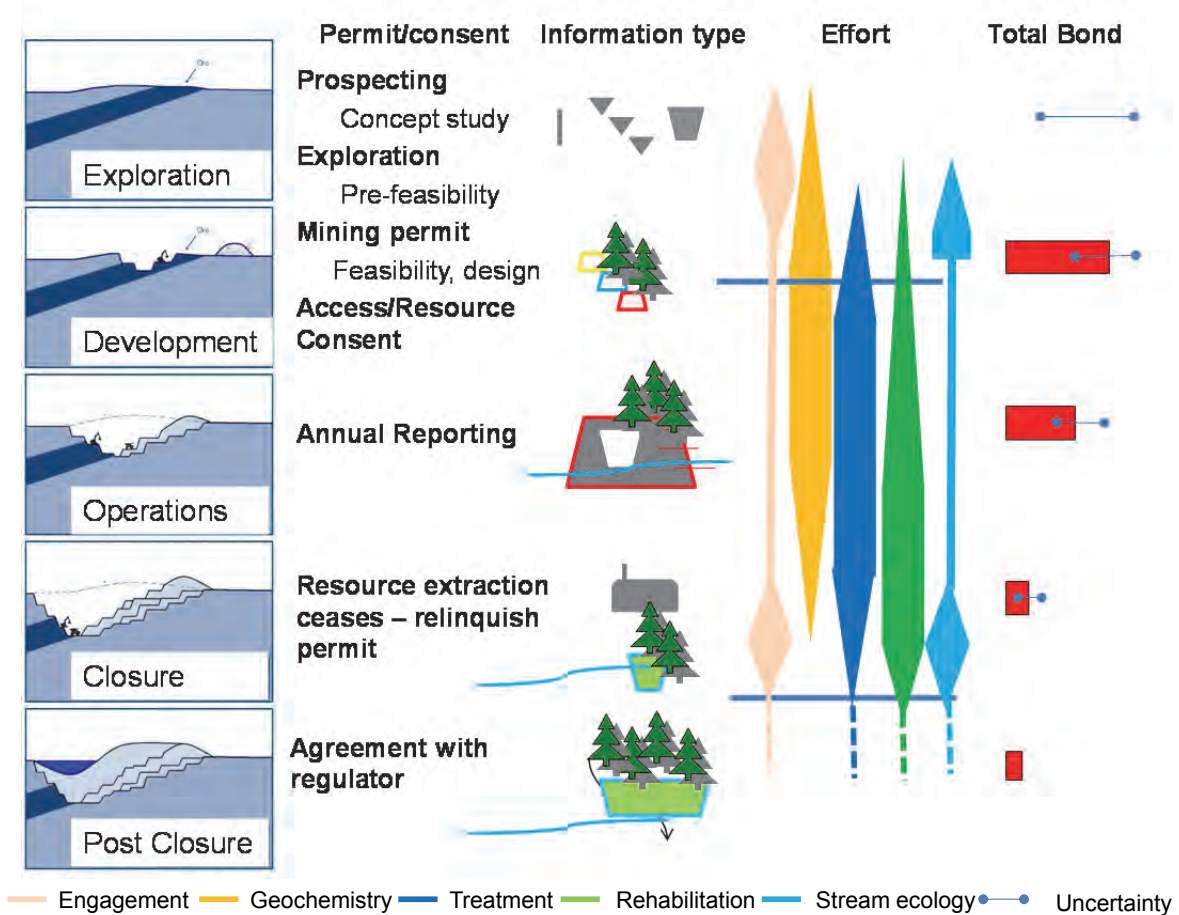 Permit/consent Information type Effort Total Bond
Ore
Exploration
Prospecting
Concept study
Exploration
Pre-feasibility
Ore
Development
Mining permit
Feasibility, design
Access/Resource
Consent
Operations
Annual Reporting
Closure
Resource extraction
ceases – relinquish
permit
Post Closure
Agreement with
regulator
Engagement Geochemistry Treatment Rehabilitation Stream ecology Uncertainty